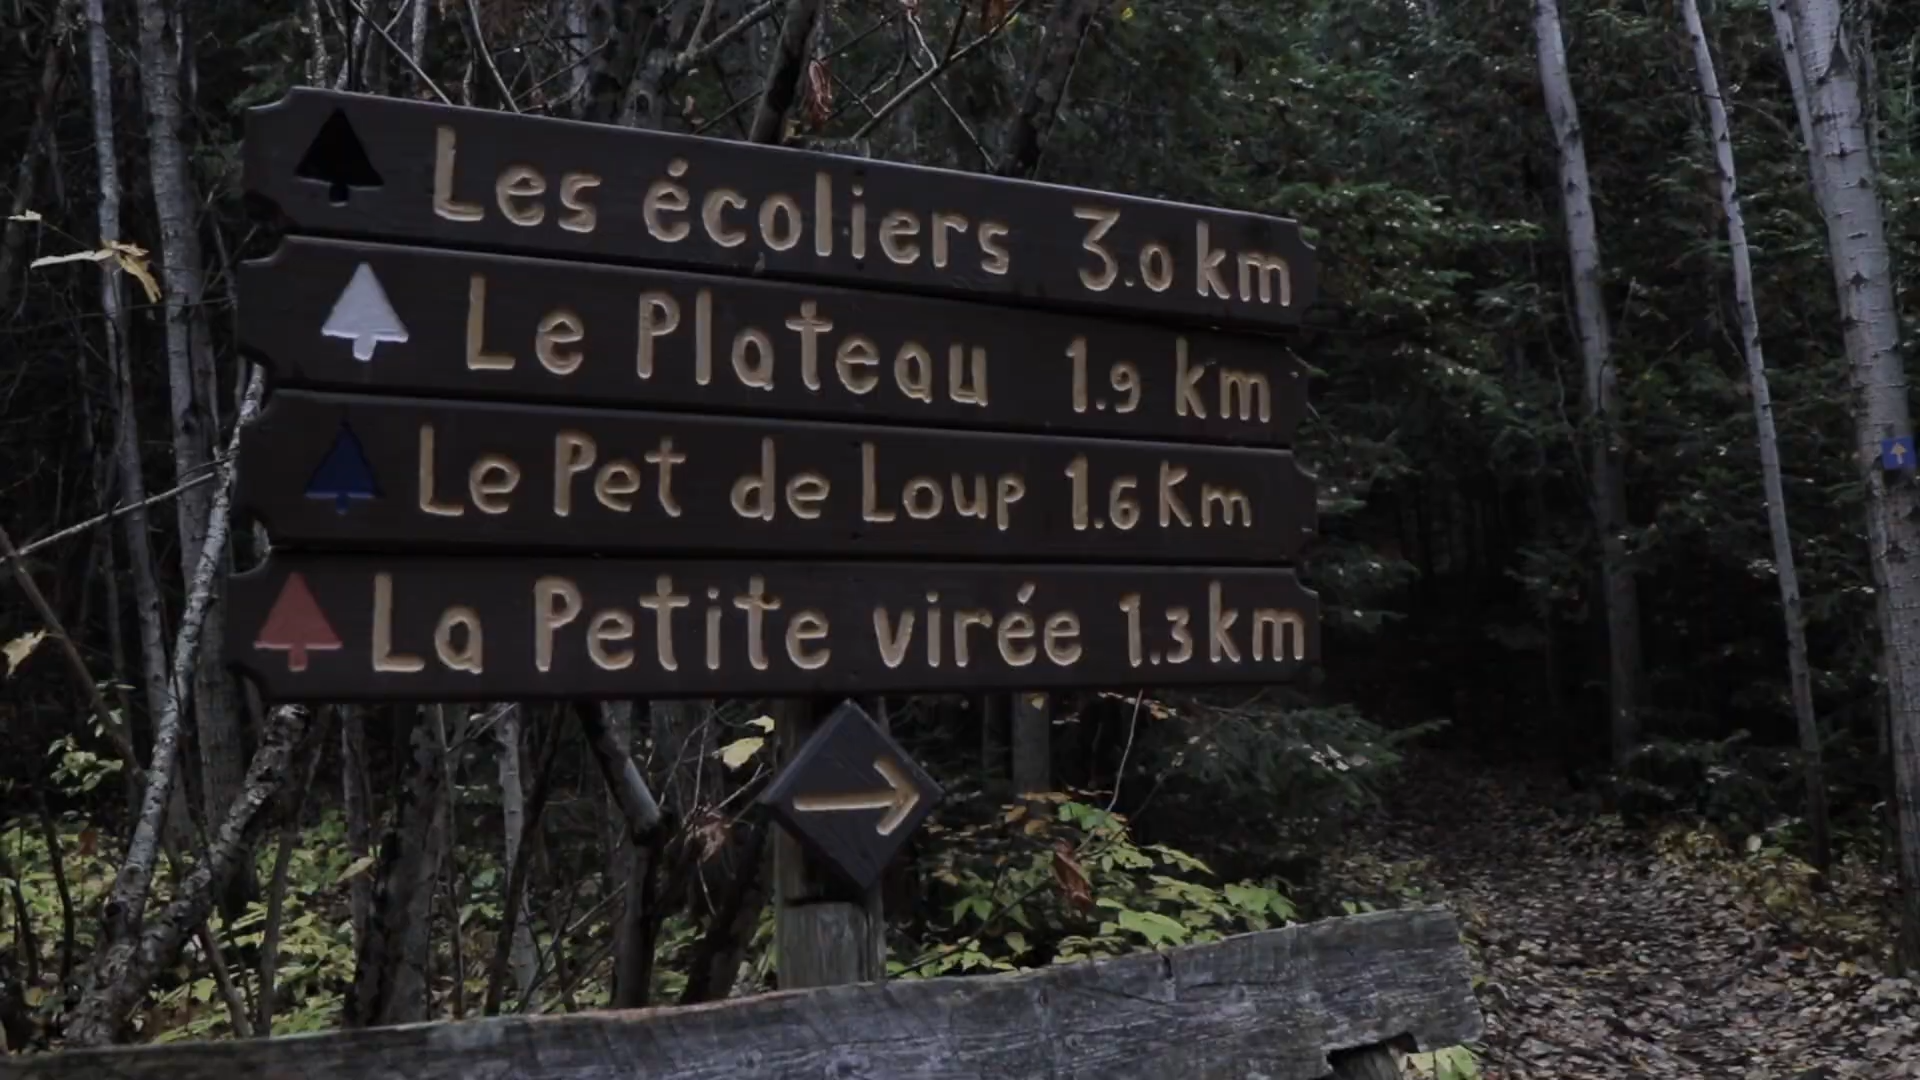 Les écoliers 3.0 km
Le Plateau 1.9 km
Le Pet de Loup 1.6 Km
La Petite virée 1.3 km